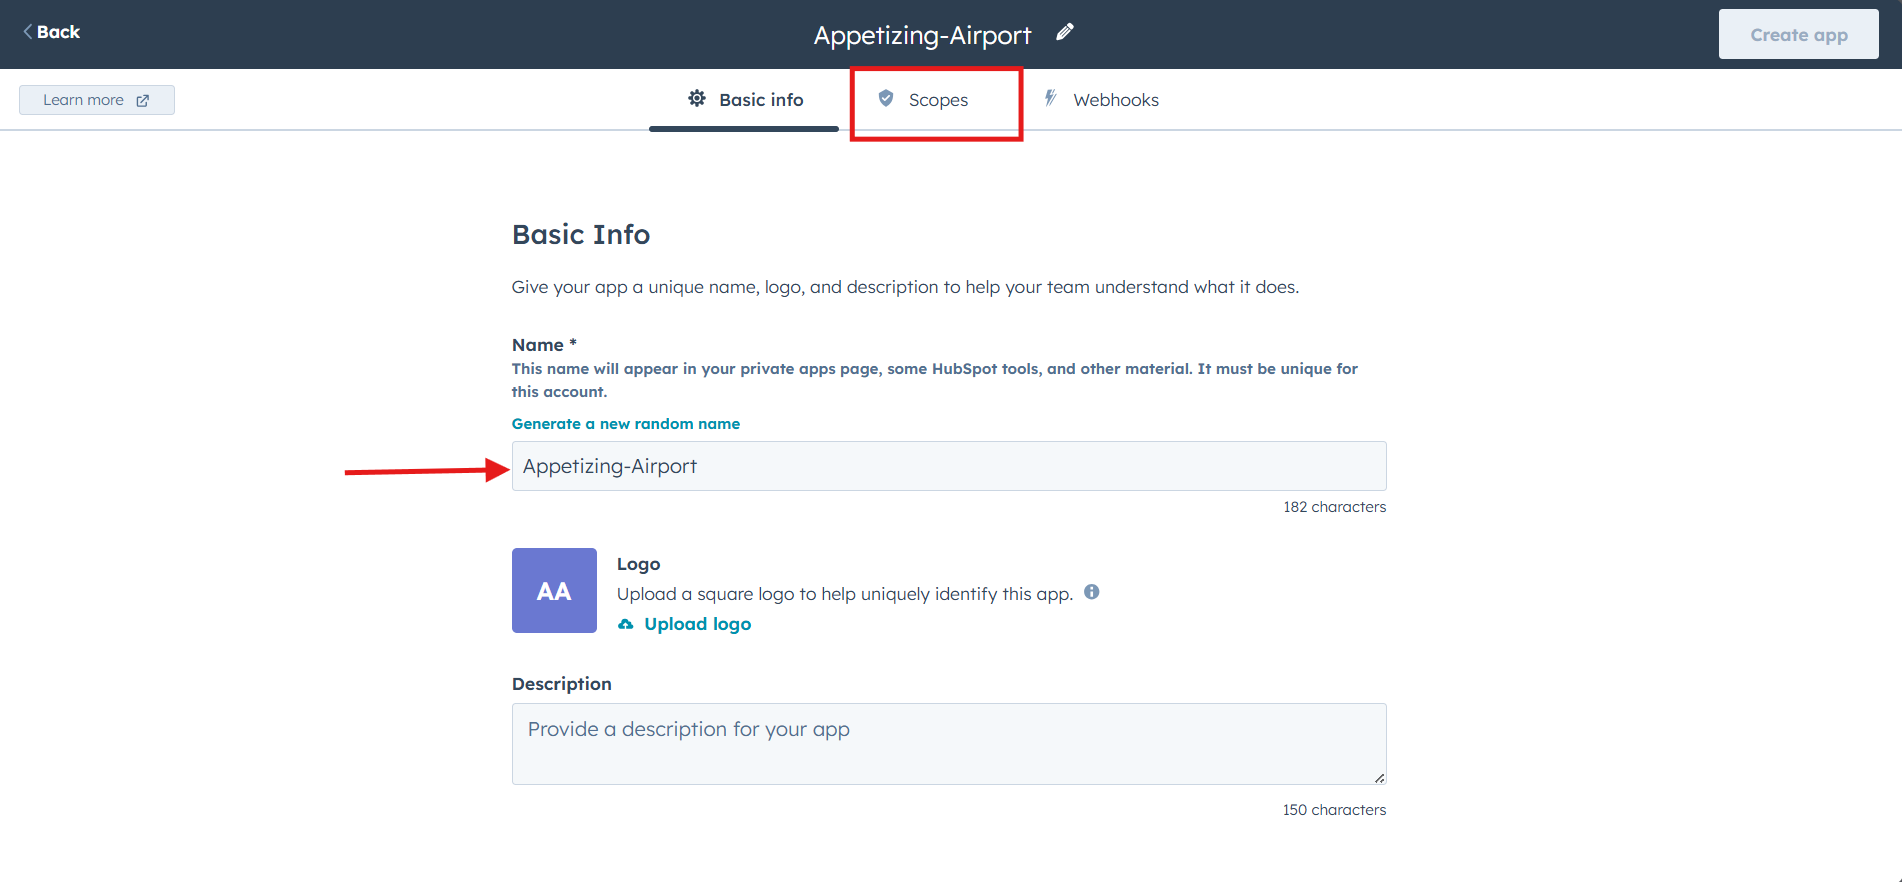 Back
Appetizing-Airport
Create app
Learn more
Basic info
Scopes
Webhooks
Basic Info
Give your app a unique name, logo, and description to help your team understand what it does.
Name *
This name will appear in your private apps page, some HubSpot tools, and other material. It must be unique for
this account.
Generate a new random name
Appetizing-Airport
182 characters
AA
Logo
Upload a square logo to help uniquely identify this app.
Upload logo
Description
Provide a description for your app
150 characters